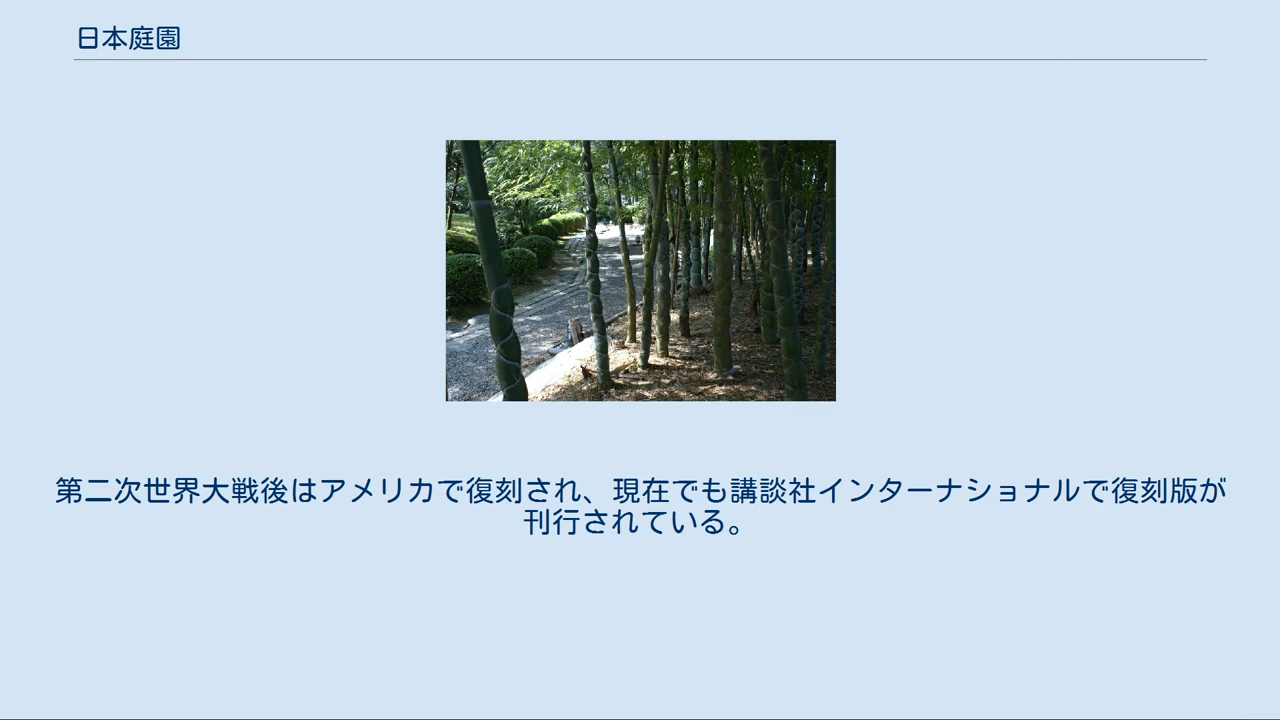 日本庭園
第二次世界大戦後はアメリカで復刻され、現在でも講談社インターナショナルで復刻版が
刊行されている。